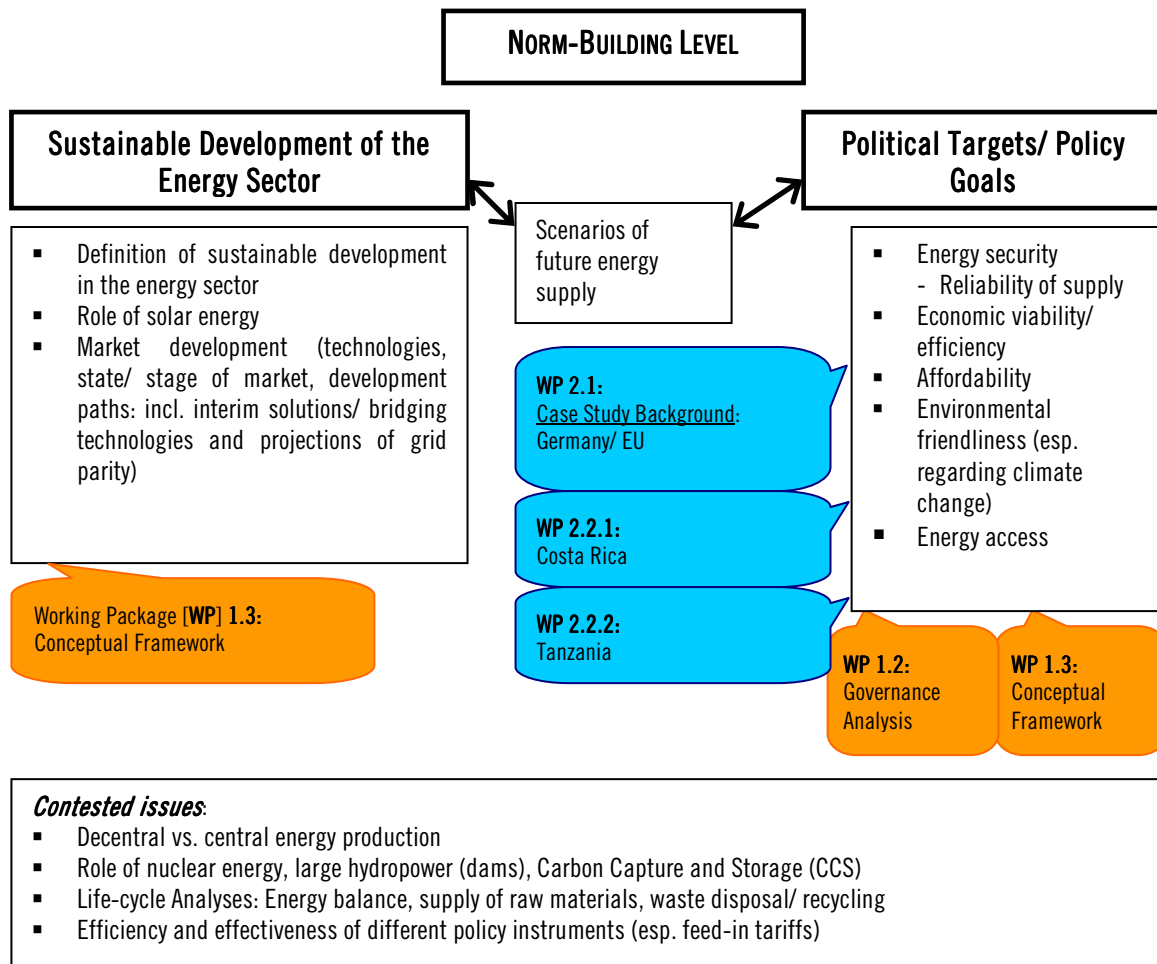 NORM-BUILDING LEVEL
Sustainable Development of the
Energy Sector
▪ Definition of sustainable development
in the energy sector
▪ Role of solar energy
▪ Market development (technologies,
state/ stage of market, development
paths: incl. interim solutions/ bridging
technologies and projections of grid
parity)
Working Package [WP] 1.3:
Conceptual Framework
Scenarios of
future energy
supply
WP 2.1:
Case Study Background:
Germany/ EU
WP 2.2.1:
Costa Rica
WP 2.2.2:
Tanzania
Political Targets/ Policy
Goals
▪ Energy security
- Reliability of supply
▪ Economic viability/
efficiency
▪ Affordability
▪ Environmental
friendliness (esp.
regarding climate
change)
▪ Energy access
WP 1.2:
Governance
Analysis
WP 1.3:
Conceptual
Framework
Contested issues:
▪ Decentral vs. central energy production
▪ Role of nuclear energy, large hydropower (dams), Carbon Capture and Storage (CCS)
▪ Life-cycle Analyses: Energy balance, supply of raw materials, waste disposal/ recycling
▪ Efficiency and effectiveness of different policy instruments (esp. feed-in tariffs)